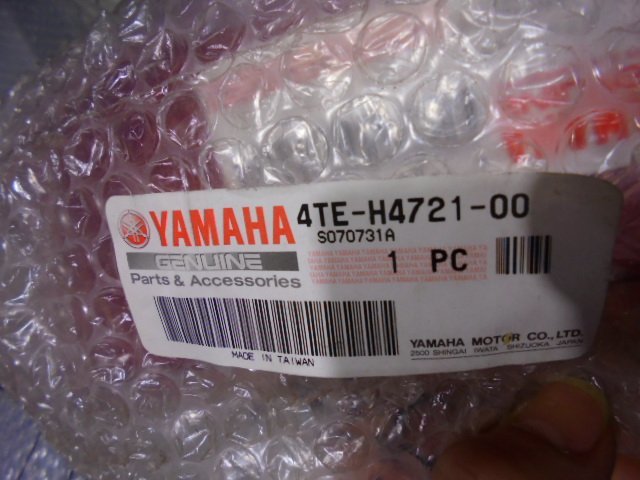 YAMAHA
GENUINE
Parts & Accessories
4TE-H4721-00
S070731A
1 PC
MADE IN TAIWAN
YAMAHA MOTOR CO., LTD.
2500 SHINGAI IWATA SHIZUOKA JAPAN